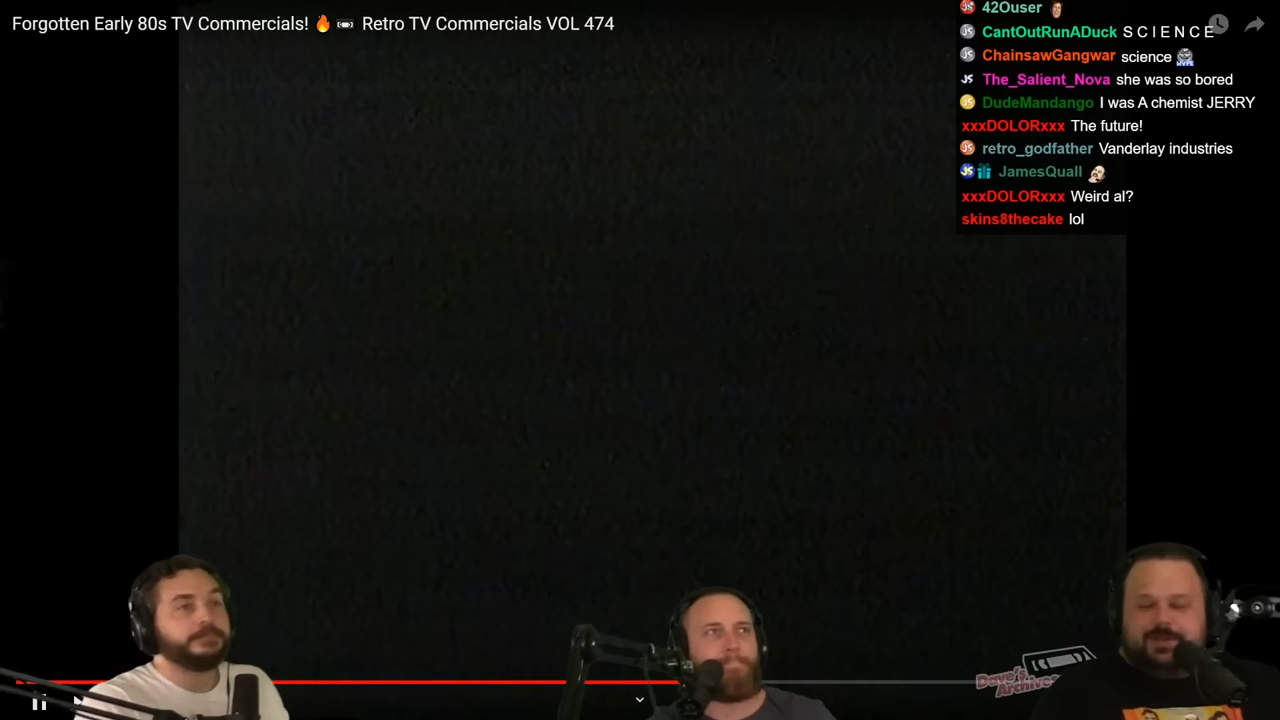 Forgotten Early 80s TV Commercials! 🔥 📼 Retro TV Commercials VOL 474
42Ouser
CantOutRunADuck S C I E N C E
ChainsawGangwar science
The_Salient_Nova she was so bored
DudeMandango I was A chemist JERRY
xxxDOLORxxx The future!
retro_godfather Vanderlay industries
JamesQuall
xxxDOLORxxx Weird al?
skins8thecake lol
Dave's
Archives